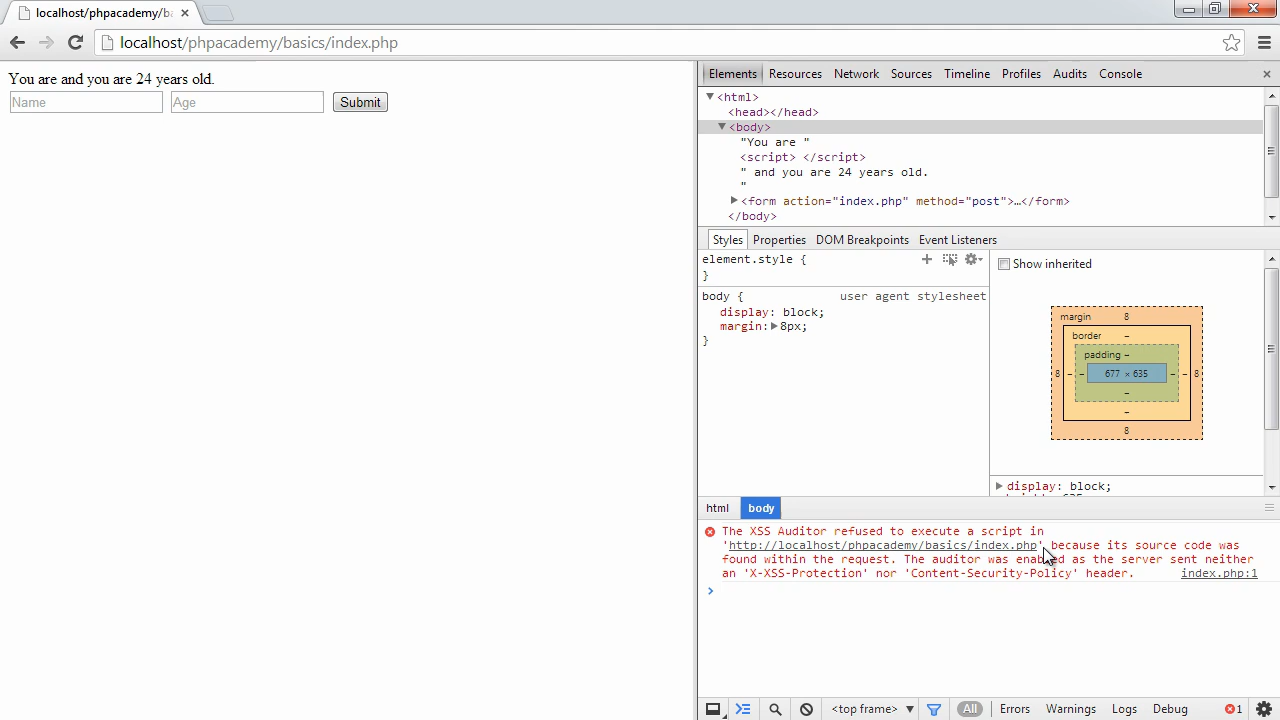 localhost/phpacademy/ba
localhost/phpacademy/basics/index.php
You are and you are 24 years old.
Name Age Submit
Elements Resources Network Sources Timeline Profiles Audits Console
<html>
<head></head>
<body>
"You are "
<script> </script>
" and you are 24 years old.
"
<form action="index.php" method="post">…</form>
</body>
Styles Properties DOM Breakpoints Event Listeners
element.style {
}
body { user agent stylesheet
display: block;
margin: 8px;
}
Show inherited
margin 8
border –
padding –
8 – – 677 × 635 – – 8
–
–
8
display: block;
html body
The XSS Auditor refused to execute a script in
'http://localhost/phpacademy/basics/index.php' because its source code was
found within the request. The auditor was enabled as the server sent neither
an 'X-XSS-Protection' nor 'Content-Security-Policy' header. index.php:1
<top frame> All Errors Warnings Logs Debug 1